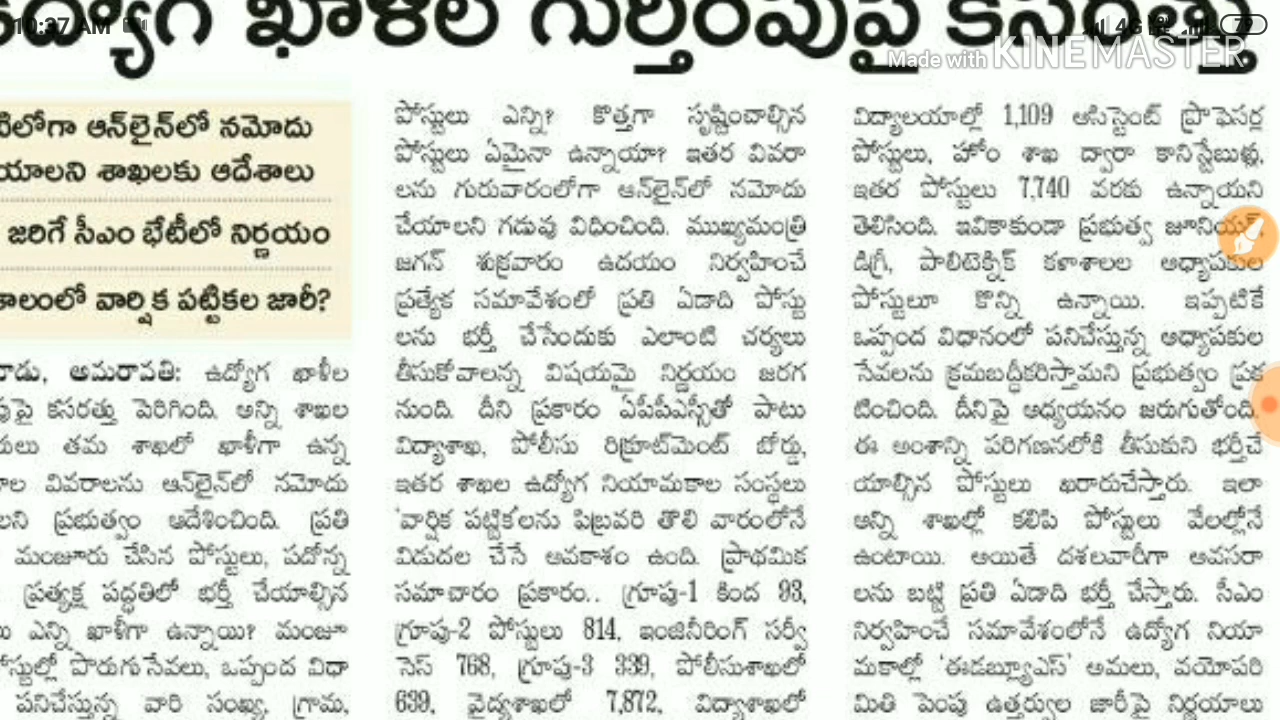 ఖాళీల గుర్తింపుపై కసరత్తు
10:37 AM
4G
77
Made with KINEMASTER
ఆన్‌లైన్‌లో నమోదు
శాఖలకు ఆదేశాలు
జరిగే సీఎం భేటీలో నిర్ణయం
వార్షిక పట్టికల జారీ?
అమరావతి: ఉద్యోగ ఖాళీల
కసరత్తు పెరిగింది. అన్ని శాఖల
తమ శాఖలో ఖాళీగా ఉన్న
వివరాలను ఆన్‌లైన్‌లో నమోదు
ప్రభుత్వం ఆదేశించింది. ప్రతి
మంజూరు చేసిన పోస్టులు, పదోన్న
ప్రత్యక్ష పద్ధతిలో భర్తీ చేయాల్సిన
ఎన్ని ఖాళీగా ఉన్నాయి? మంజూ
పొరుగుసేవలు, ఒప్పంద విధా
పనిచేస్తున్న వారి సంఖ్య, గ్రామ,
పోస్టులు ఎన్ని? కొత్తగా సృష్టించాల్సిన
పోస్టులు ఏమైనా ఉన్నాయా? ఇతర వివరా
లను గురువారంలోగా ఆన్‌లైన్‌లో నమోదు
చేయాలని గడువు విధించింది. ముఖ్యమంత్రి
జగన్ శుక్రవారం ఉదయం నిర్వహించే
ప్రత్యేక సమావేశంలో ప్రతి ఏడాది పోస్టు
లను భర్తీ చేసేందుకు ఎలాంటి చర్యలు
తీసుకోవాలన్న విషయమై నిర్ణయం జరగ
నుంది. దీని ప్రకారం ఏపీపీఎస్సీతో పాటు
విద్యాశాఖ, పోలీసు రిక్రూట్‌మెంట్ బోర్డు,
ఇతర శాఖల ఉద్యోగ నియామకాల సంస్థలు
'వార్షిక పట్టిక'లను ఫిబ్రవరి తొలి వారంలోనే
విడుదల చేసే అవకాశం ఉంది. ప్రాథమిక
సమాచారం ప్రకారం.. గ్రూపు-1 కింద 93,
గ్రూపు-2 పోస్టులు 814, ఇంజినీరింగ్ సర్వీ
సెస్ 768, గ్రూపు-3 339, పోలీసుశాఖలో
639, వైద్యశాఖలో 7,872, విద్యాశాఖలో
విద్యాలయాల్లో 1,109 అసిస్టెంట్ ప్రొఫెసర్ల
పోస్టులు, హోం శాఖ ద్వారా కానిస్టేబుళ్లు,
ఇతర పోస్టులు 7,740 వరకు ఉన్నాయని
తెలిసింది. ఇవికాకుండా ప్రభుత్వ జూనియర్,
డిగ్రీ, పాలిటెక్నిక్ కళాశాలల అధ్యాపకుల
పోస్టులూ కొన్ని ఉన్నాయి. ఇప్పటికే
ఒప్పంద విధానంలో పనిచేస్తున్న అధ్యాపకుల
సేవలను క్రమబద్ధీకరిస్తామని ప్రభుత్వం ప్రక
టించింది. దీనిపై అధ్యయనం జరుగుతోంది.
ఈ అంశాన్ని పరిగణనలోకి తీసుకుని భర్తీచే
యాల్సిన పోస్టులు ఖరారుచేస్తారు. ఇలా
అన్ని శాఖల్లో కలిపి పోస్టులు వేలల్లోనే
ఉంటాయి. అయితే దశలవారీగా అవసరా
లను బట్టి ప్రతి ఏడాది భర్తీ చేస్తారు. సీఎం
నిర్వహించే సమావేశంలోనే ఉద్యోగ నియా
మకాల్లో 'ఈడబ్ల్యూఎస్' అమలు, వయోపరి
మితి పెంపు ఉత్తర్వుల జారీపై నిర్ణయాలు